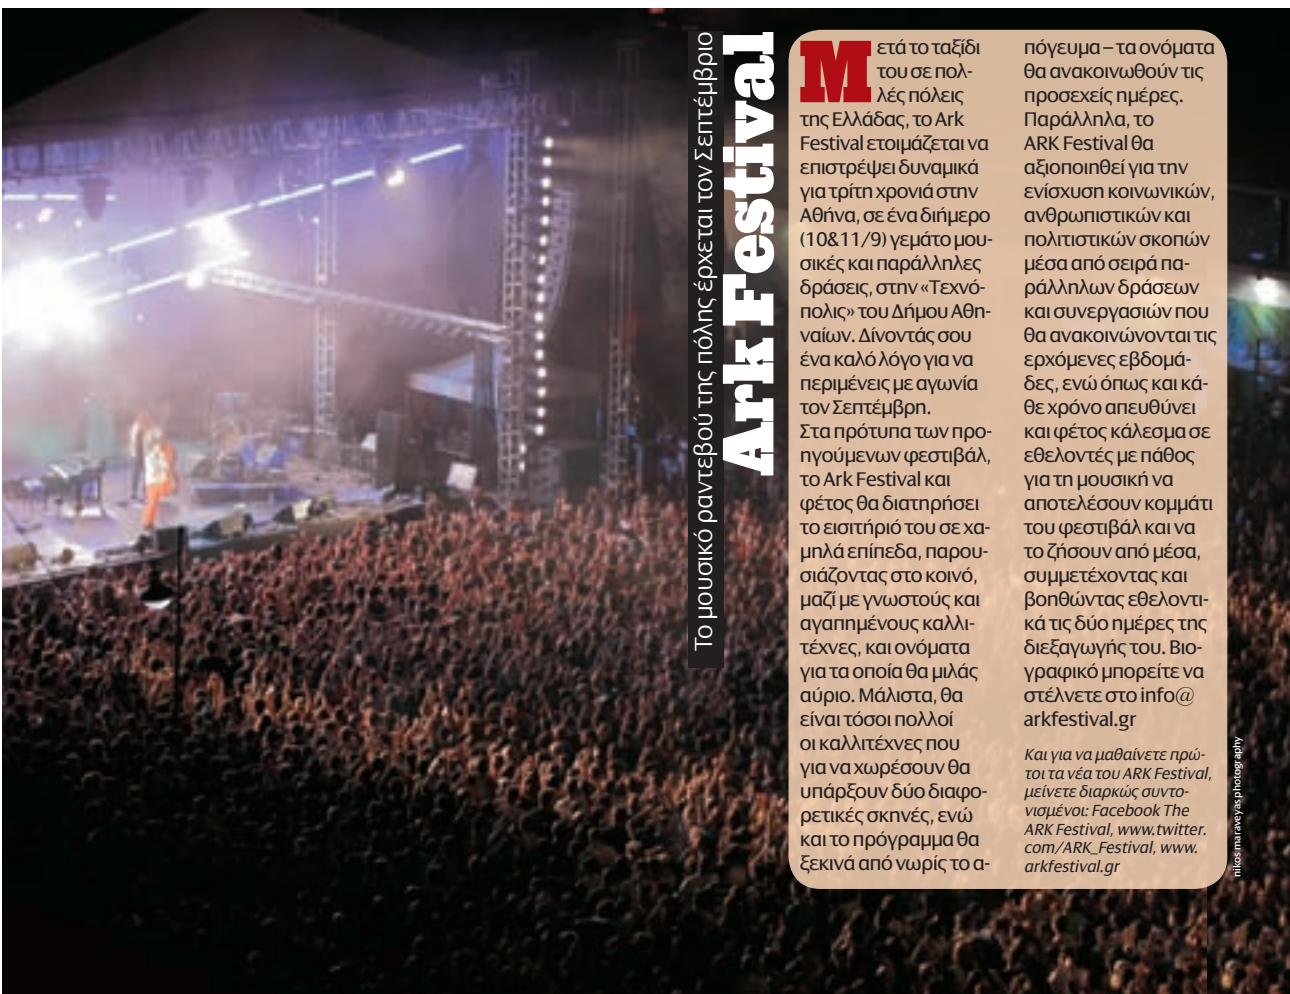 Το μουσικό ραντεβού της πόλης έρχεται τον Σεπτέμβριο
Ark Festival
Μετά το ταξίδι
του σε πολ-
λές πόλεις
της Ελλάδας, το Ark
Festival ετοιμάζεται να
επιστρέψει δυναμικά
για τρίτη χρονιά στην
Αθήνα, σε ένα διήμερο
(10&11/9) γεμάτο μου-
σικές και παράλληλες
δράσεις, στην «Τεχνό-
πολις» του Δήμου Αθη-
ναίων. Δίνοντάς σου
ένα καλό λόγο για να
περιμένεις με αγωνία
τον Σεπτέμβρη.
Στα πρότυπα των προ-
ηγούμενων φεστιβάλ,
το Ark Festival και
φέτος θα διατηρήσει
το εισιτήριό του σε χα-
μηλά επίπεδα, παρου-
σιάζοντας στο κοινό,
μαζί με γνωστούς και
αγαπημένους καλλι-
τέχνες, και ονόματα
για τα οποία θα μιλάς
αύριο. Μάλιστα, θα
είναι τόσοι πολλοί
οι καλλιτέχνες που
για να χωρέσουν θα
υπάρξουν δύο διαφο-
ρετικές σκηνές, ενώ
και το πρόγραμμα θα
ξεκινά από νωρίς το α-
πόγευμα – τα ονόματα
θα ανακοινωθούν τις
προσεχείς ημέρες.
Παράλληλα, το
ARK Festival θα
αξιοποιηθεί για την
ενίσχυση κοινωνικών,
ανθρωπιστικών και
πολιτιστικών σκοπών
μέσα από σειρά πα-
ράλληλων δράσεων
και συνεργασιών που
θα ανακοινώνονται τις
ερχόμενες εβδομά-
δες, ενώ όπως και κά-
θε χρόνο απευθύνει
και φέτος κάλεσμα σε
εθελοντές με πάθος
για τη μουσική να
αποτελέσουν κομμάτι
του φεστιβάλ και να
το ζήσουν από μέσα,
συμμετέχοντας και
βοηθώντας εθελοντι-
κά τις δύο ημέρες της
διεξαγωγής του. Βιο-
γραφικό μπορείτε να
στέλνετε στο info@
arkfestival.gr
Και για να μαθαίνετε πρώ-
τοι τα νέα του ARK Festival,
μείνετε διαρκώς συντο-
νισμένοι: Facebook The
ARK Festival, www.twitter.
com/ARK_Festival, www.
arkfestival.gr
nikos maraveyas photography